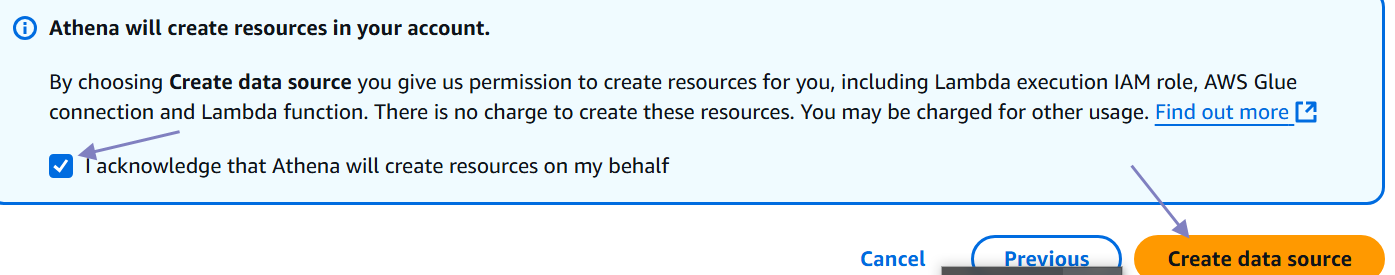 Athena will create resources in your account.
By choosing Create data source you give us permission to create resources for you, including Lambda execution IAM role, AWS Glue
connection and Lambda function. There is no charge to create these resources. You may be charged for other usage. Find out more
I acknowledge that Athena will create resources on my behalf
Cancel Previous Create data source